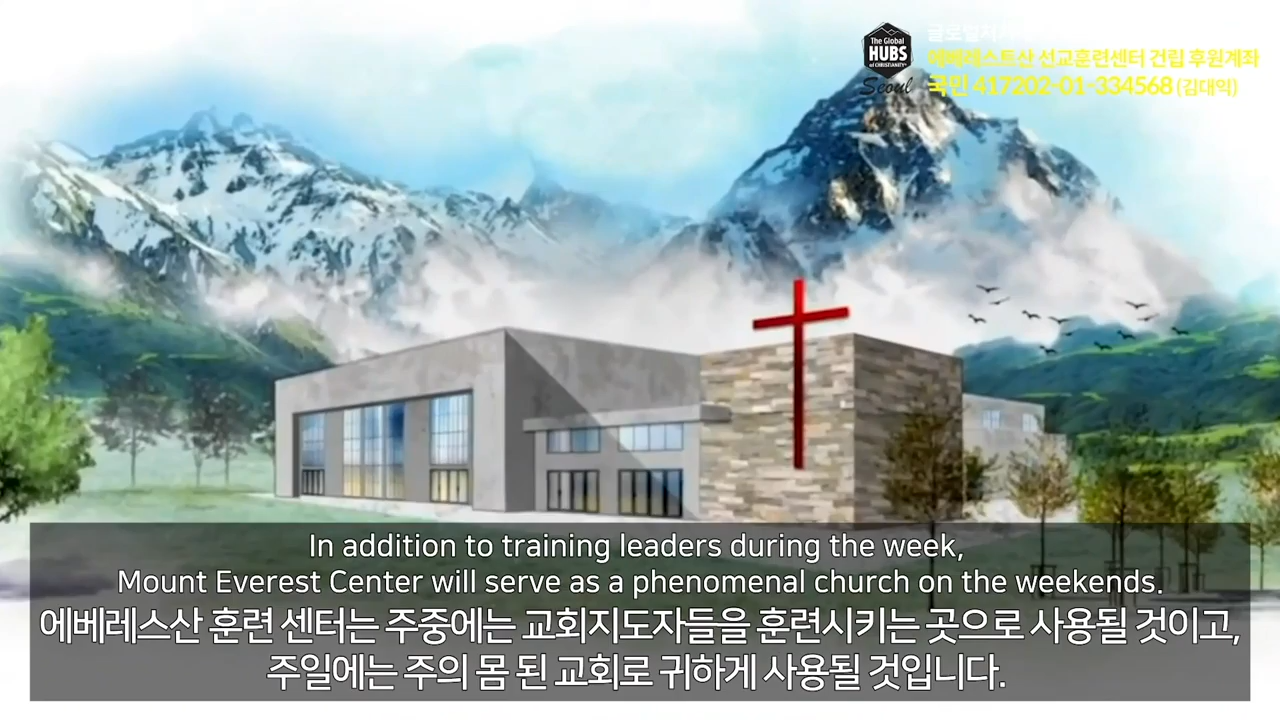 The Global
HUBS
of CHRISTIANITY
Seoul
에베레스트산 선교훈련센터 건립 후원계좌
국민 417202-01-334568 (김대억)
In addition to training leaders during the week,
Mount Everest Center will serve as a phenomenal church on the weekends.
에베레스산 훈련 센터는 주중에는 교회지도자들을 훈련시키는 곳으로 사용될 것이고,
주일에는 주의 몸 된 교회로 귀하게 사용될 것입니다.